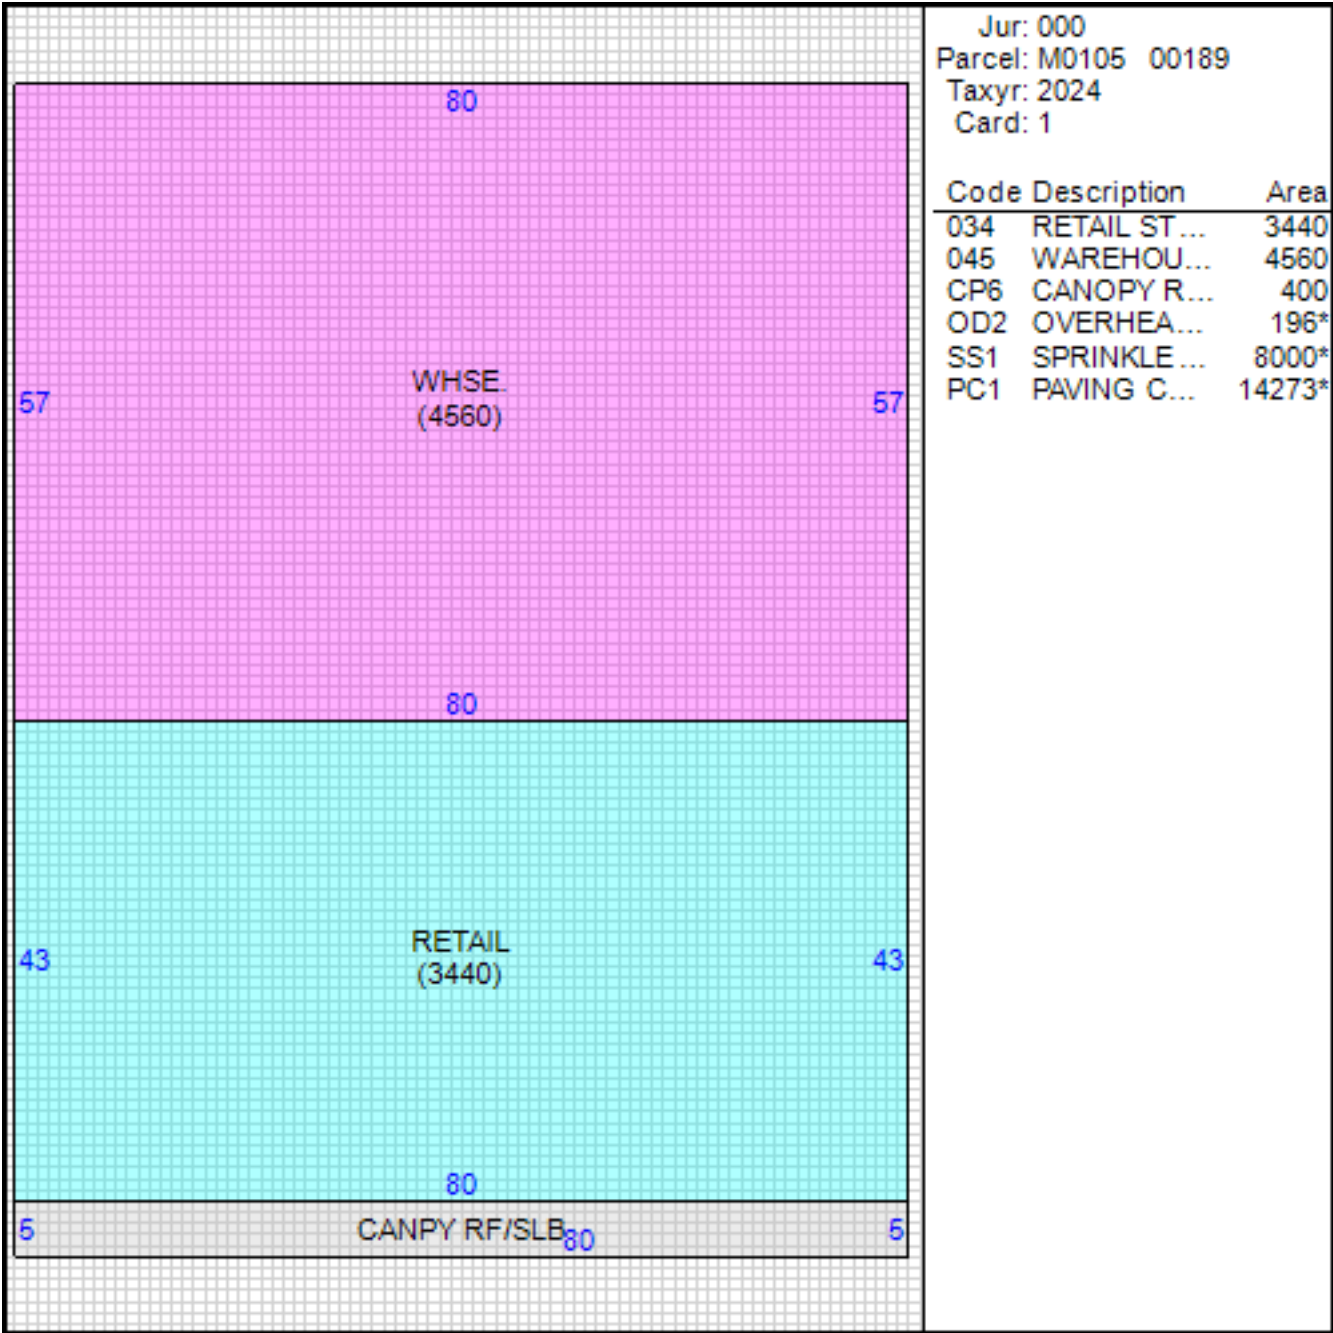 Jur: 000
Parcel: M0105 00189
Taxyr: 2024
Card: 1
Code Description Area
034 RETAIL ST... 3440
045 WAREHOU... 4560
CP6 CANOPY R... 400
OD2 OVERHEA... 196*
SS1 SPRINKLE... 8000*
PC1 PAVING C... 14273*
80
WHSE.
57 57
(4560)
80
RETAIL
43 43
(3440)
80
5 CANPY RF/SLB 80 5